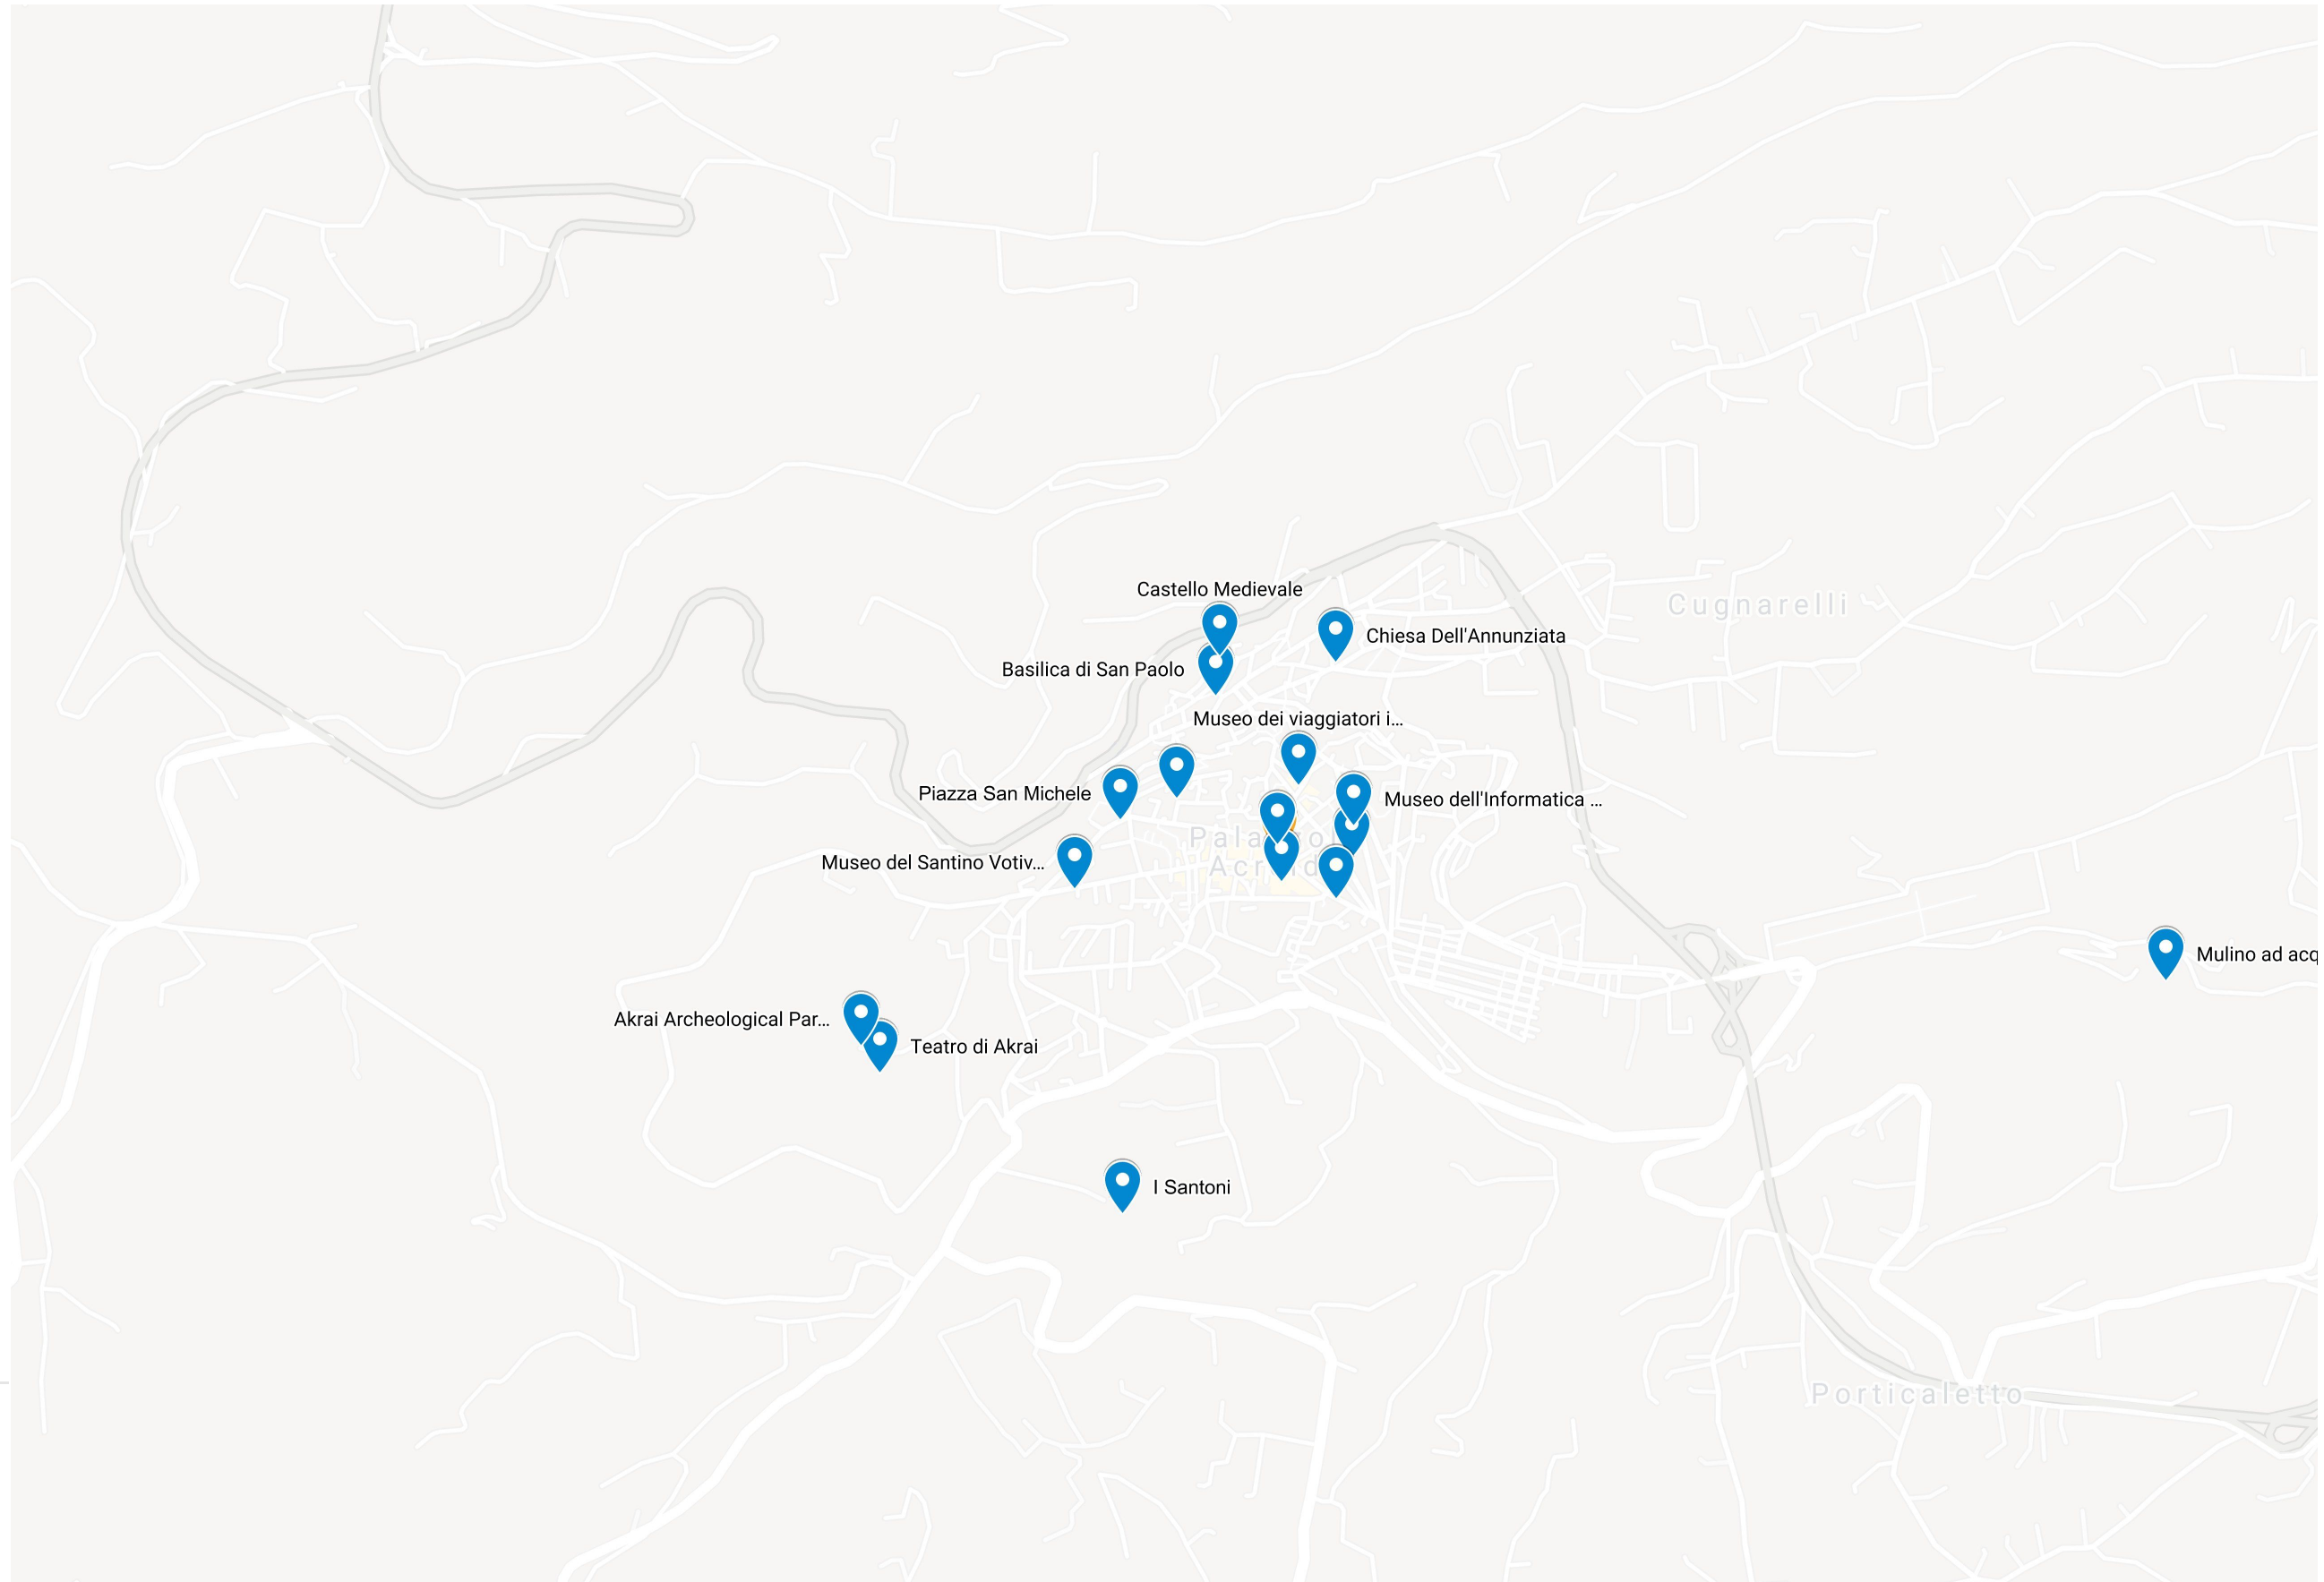 Castello Medievale
Cugnarelli
Chiesa Dell'Annunziata
Basilica di San Paolo
Museo dei viaggiatori i...
Piazza San Michele
Museo dell'Informatica ...
Museo del Santino Votiv...
Mulino ad acq
Akrai Archeological Par...
Teatro di Akrai
I Santoni
Porticaletto